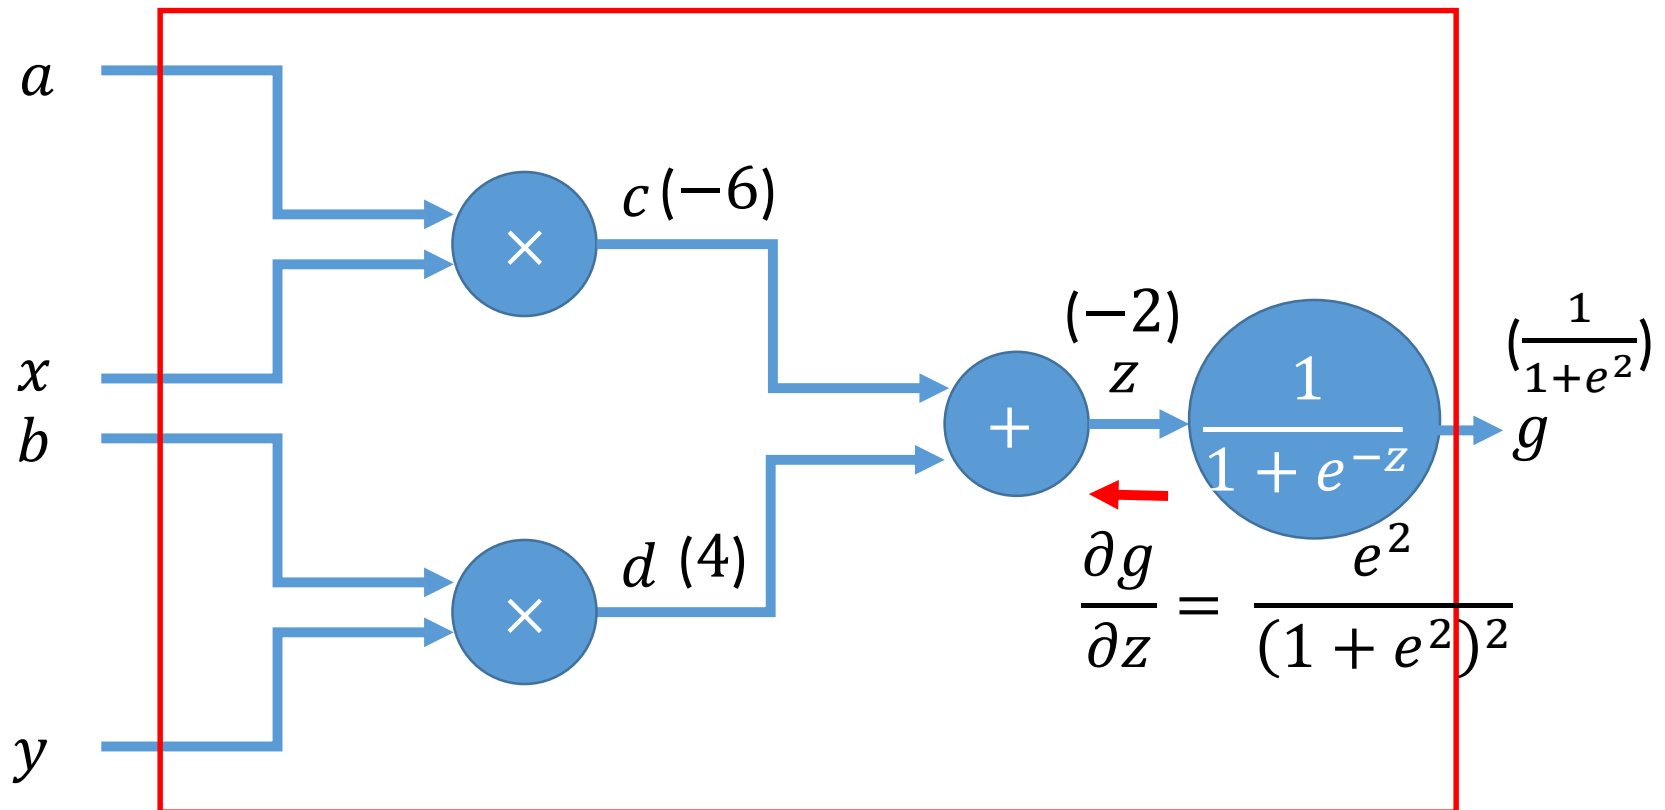 a
× c (−6)
x
b
(−2)
z
+
1
1 + e^{−z}
(1/(1+e^2))
g
× d (4)
∂g/∂z = e^2/(1 + e^2)^2
y